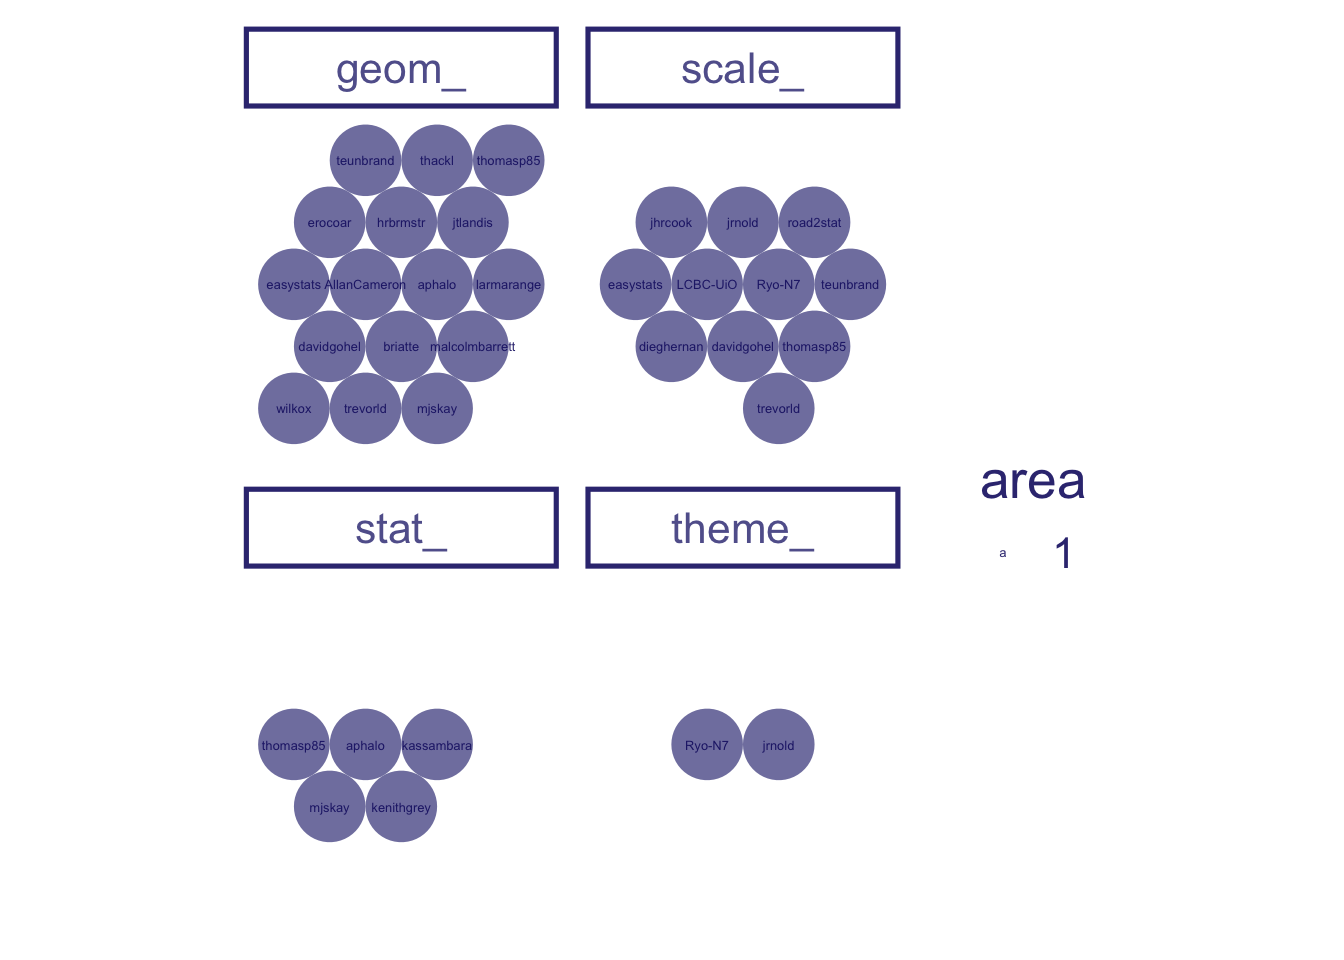 geom_
scale_
teunbrand thackl thomasp85
erocoar hrbrmstr jtlandis
easystats AllanCameron aphalo larmarange
davidgohel briatte malcolmbarrett
wilkox trevorld mjskay
jhrcook jrnold road2stat
easystats LCBC-UiO Ryo-N7 teunbrand
dieghernan davidgohel thomasp85
trevorld
stat_
theme_
thomasp85 aphalo kassambara
mjskay kenithgrey
Ryo-N7 jrnold
area
a 1